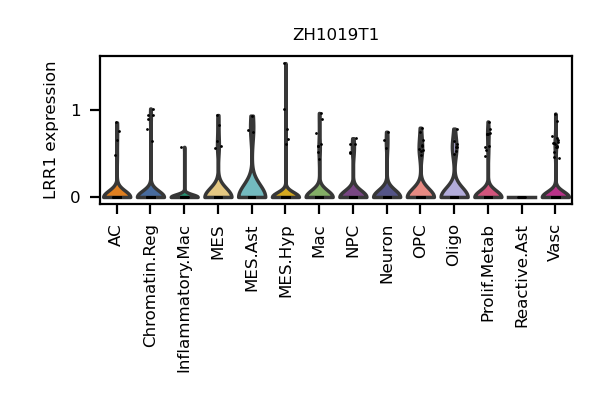 ZH1019T1
LRR1 expression
1
0
AC
Chromatin.Reg
Inflammatory.Mac
MES
MES.Ast
MES.Hyp
Mac
NPC
Neuron
OPC
Oligo
Prolif.Metab
Reactive.Ast
Vasc